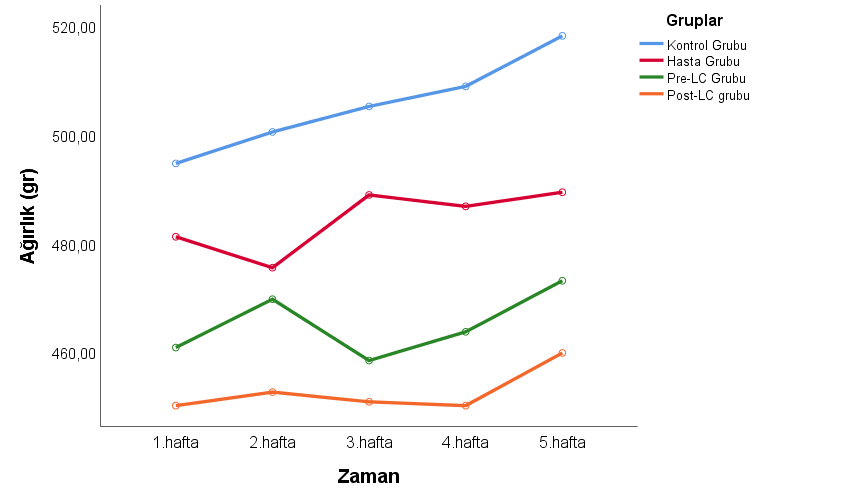 Gruplar
Kontrol Grubu
Hasta Grubu
Pre-LC Grubu
Post-LC grubu
Ağırlık (gr)
520,00
500,00
480,00
460,00
1.hafta 2.hafta 3.hafta 4.hafta 5.hafta
Zaman